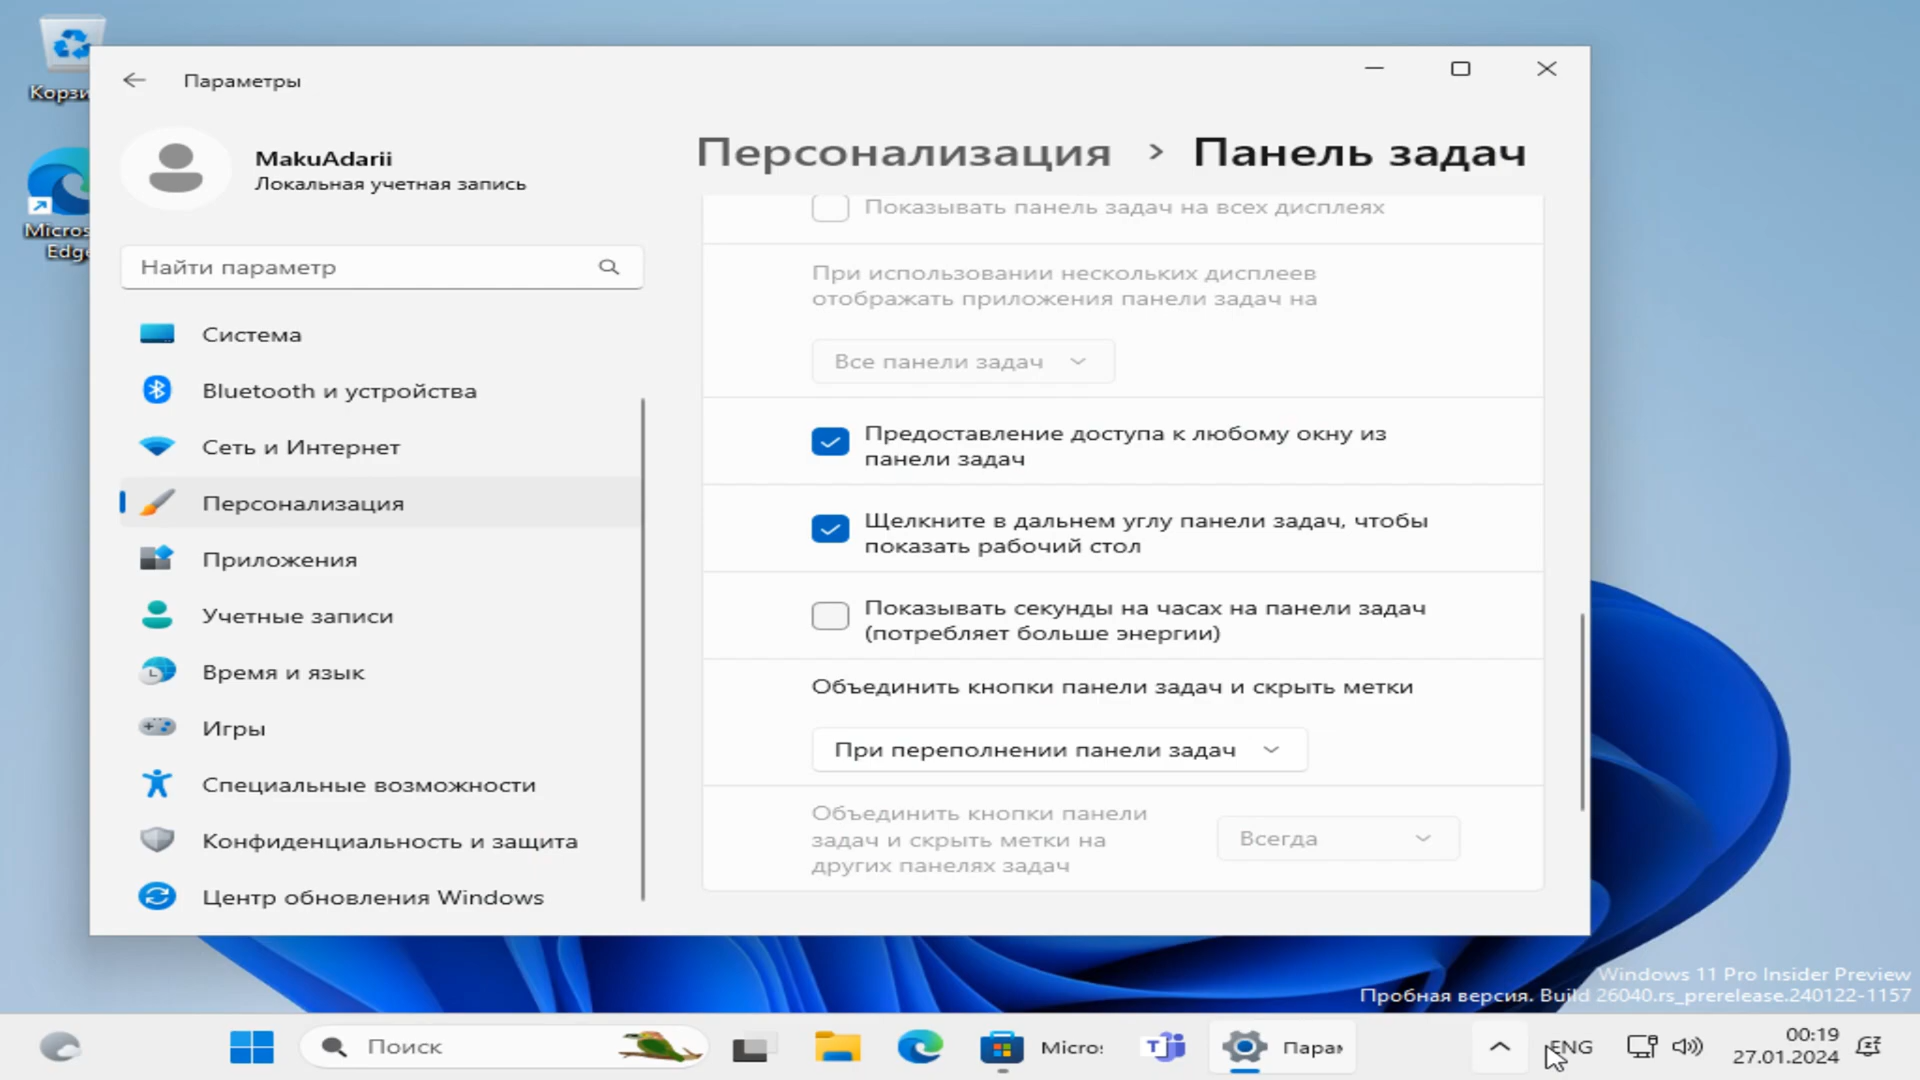 Корзи
Micros
Edge
Параметры
MakuAdarii
Локальная учетная запись
Найти параметр
Система
Bluetooth и устройства
Сеть и Интернет
Персонализация
Приложения
Учетные записи
Время и язык
Игры
Специальные возможности
Конфиденциальность и защита
Центр обновления Windows
Персонализация > Панель задач
Показывать панель задач на всех дисплеях
При использовании нескольких дисплеев
отображать приложения панели задач на
Все панели задач
Предоставление доступа к любому окну из
панели задач
Щелкните в дальнем углу панели задач, чтобы
показать рабочий стол
Показывать секунды на часах на панели задач
(потребляет больше энергии)
Объединить кнопки панели задач и скрыть метки
При переполнении панели задач
Объединить кнопки панели
задач и скрыть метки на
других панелях задач
Всегда
Windows 11 Pro Insider Preview
Пробная версия. Build 26040.rs_prerelease.240122-1157
Поиск
Micro:
Парам
ENG
00:19
27.01.2024